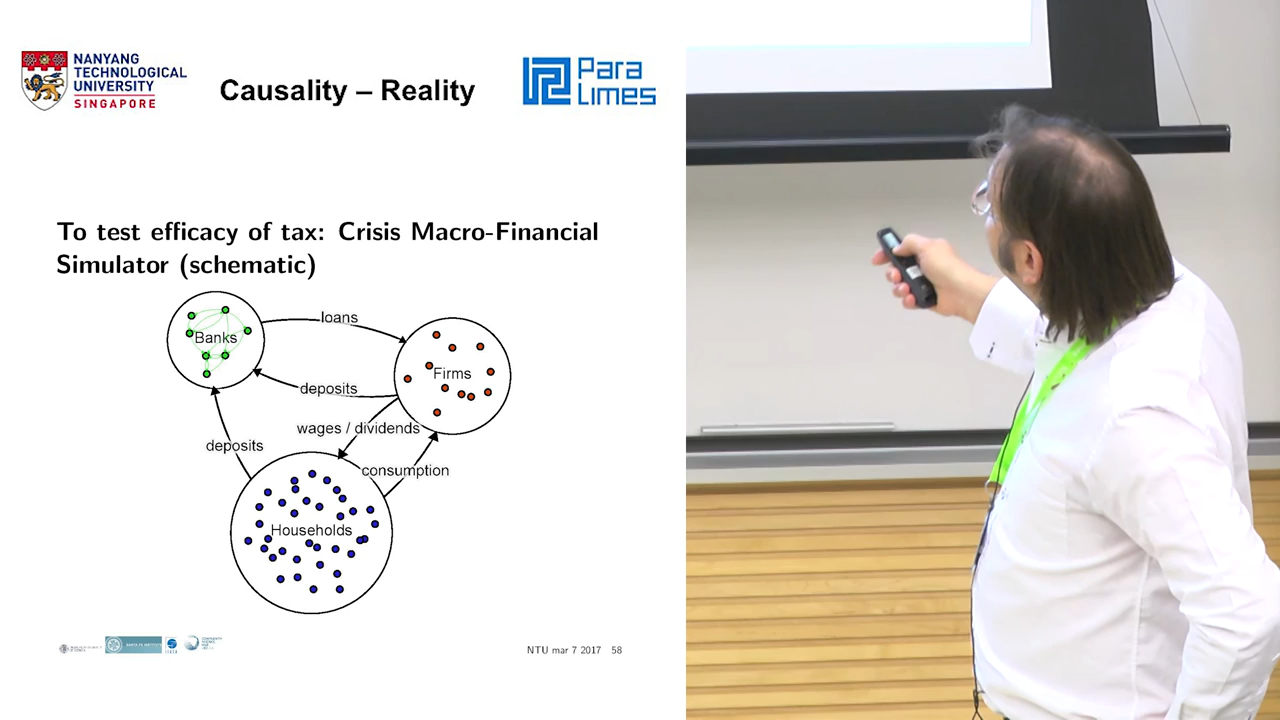 NANYANG
TECHNOLOGICAL
UNIVERSITY
SINGAPORE
Causality – Reality
Para
Limes
To test efficacy of tax: Crisis Macro-Financial
Simulator (schematic)
loans
Banks
Firms
deposits
wages / dividends
deposits
consumption
Households
NTU mar 7 2017 58